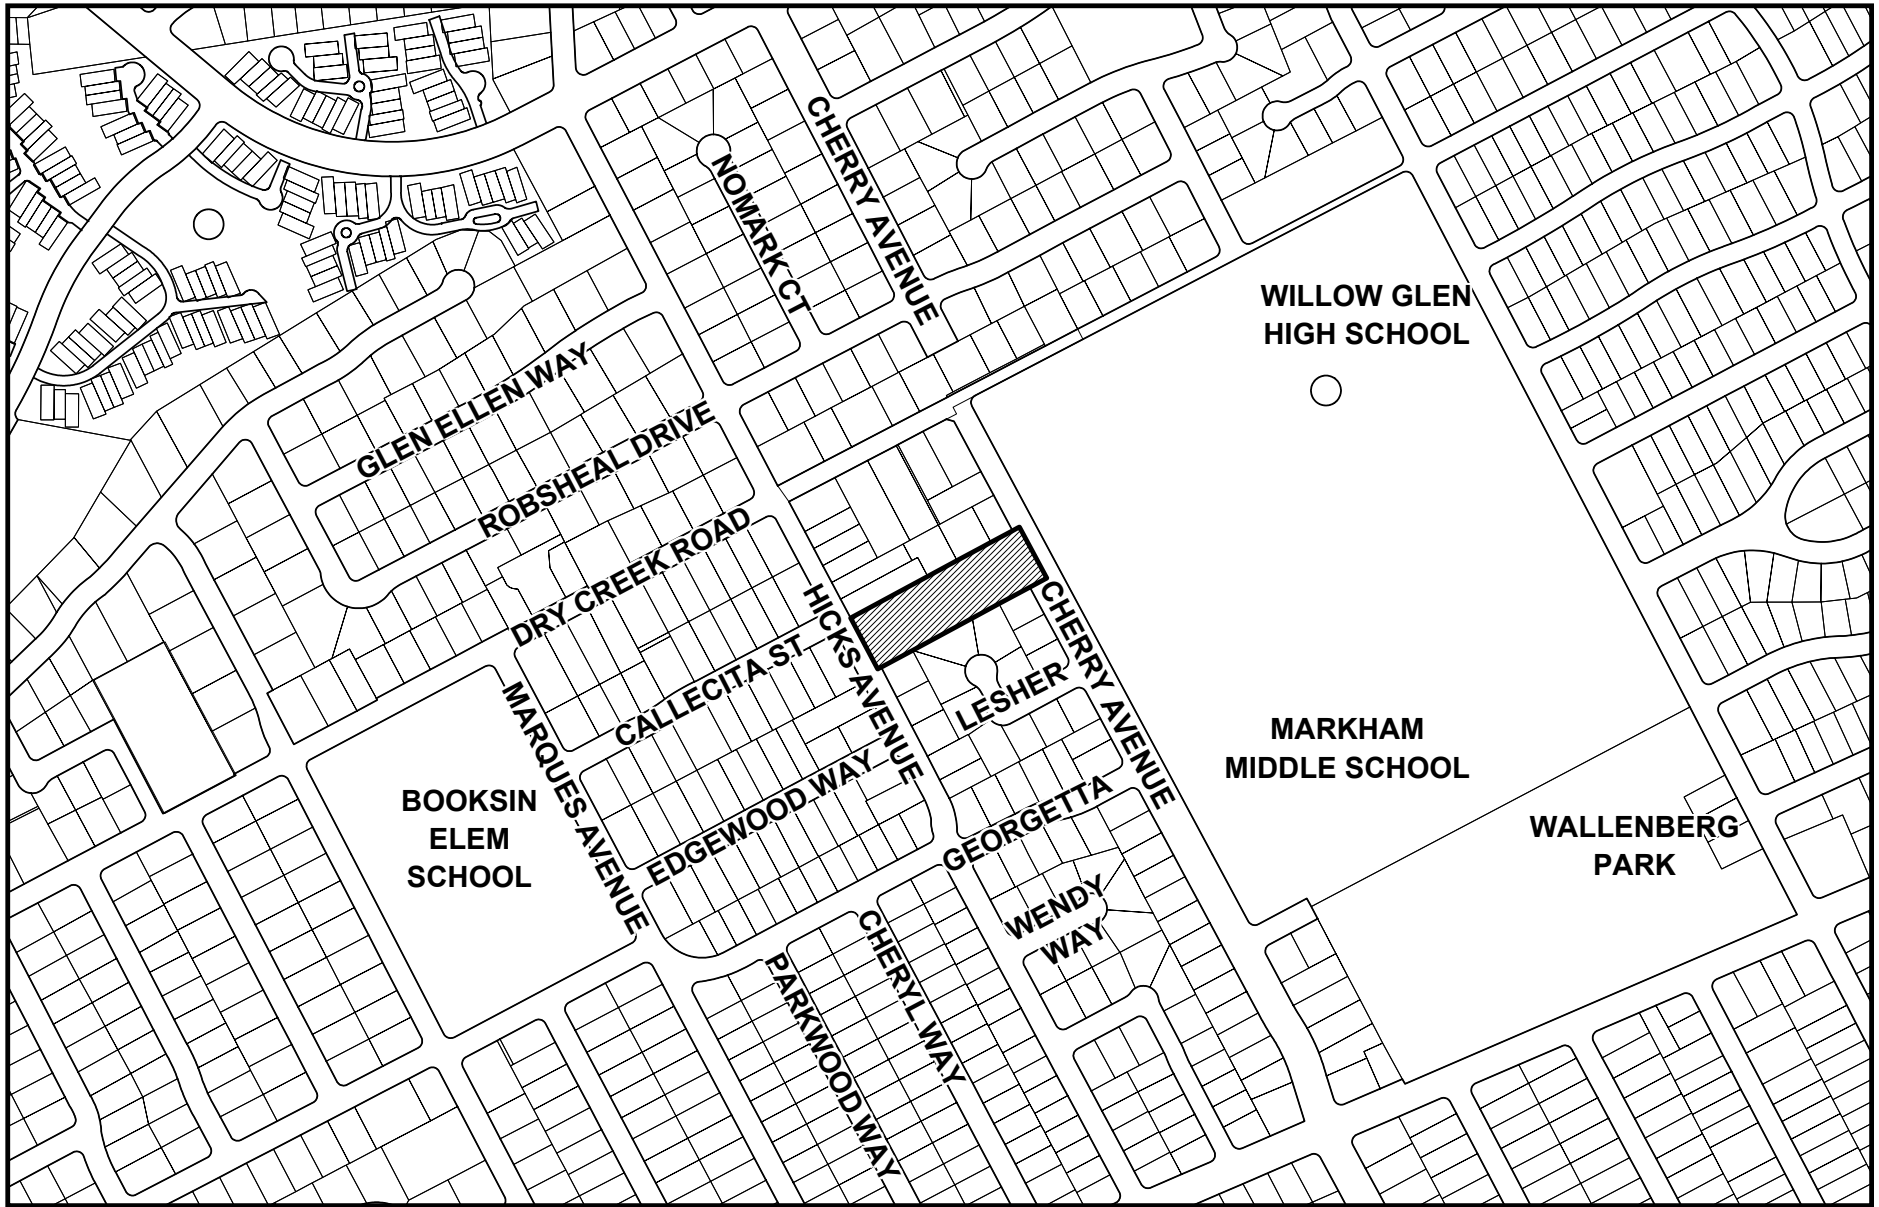 CHERRY AVENUE
NOMARK CT
WILLOW GLEN
HIGH SCHOOL
GLEN ELLEN WAY
ROBSHEAL DRIVE
DRY CREEK ROAD
HICKS AVENUE
CHERRY AVENUE
CALLECITA ST
LESHER
MARQUES AVENUE
MARKHAM
MIDDLE SCHOOL
BOOKSIN
ELEM
SCHOOL
EDGEWOOD WAY
GEORGETTA
WALLENBERG
PARK
WENDY
WAY
CHERYL WAY
PARKWOOD WAY